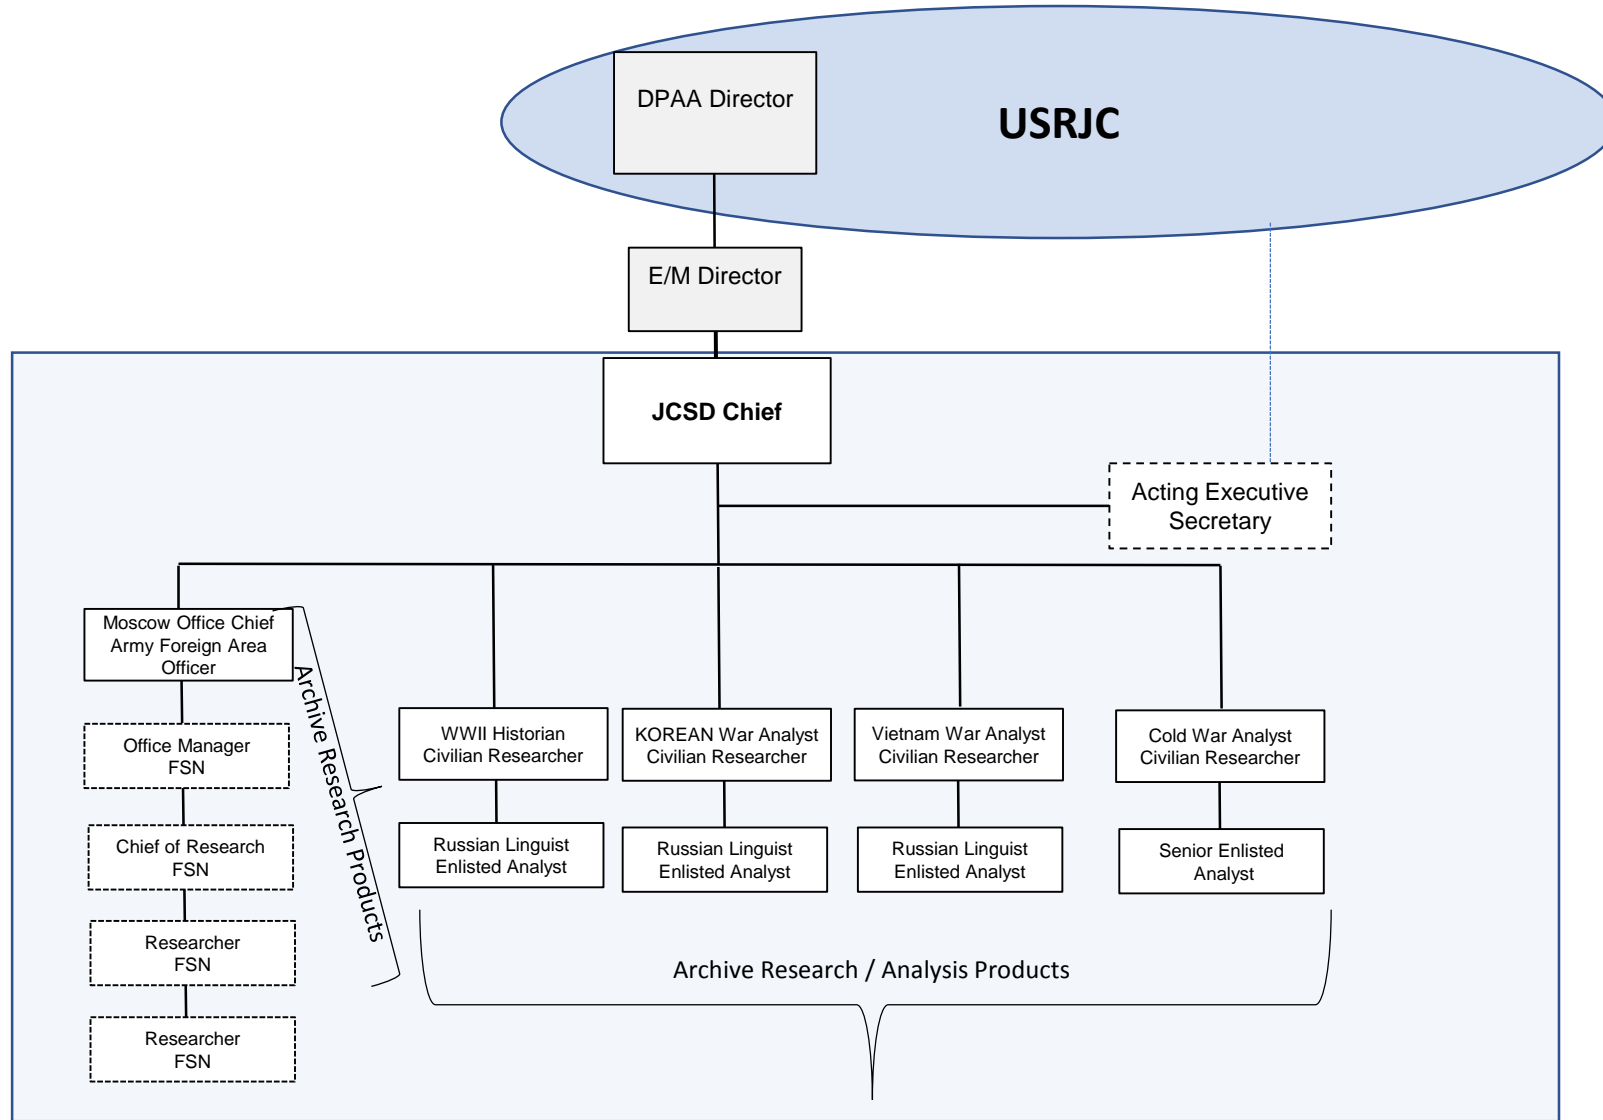 DPAA Director
USRJC
E/M Director
JCSD Chief
Acting Executive
Secretary
Moscow Office Chief
Army Foreign Area
Officer
Office Manager
FSN
Chief of Research
FSN
Researcher
FSN
Researcher
FSN
Archive Research Products
WWII Historian
Civilian Researcher
Russian Linguist
Enlisted Analyst
KOREAN War Analyst
Civilian Researcher
Russian Linguist
Enlisted Analyst
Vietnam War Analyst
Civilian Researcher
Russian Linguist
Enlisted Analyst
Cold War Analyst
Civilian Researcher
Senior Enlisted
Analyst
Archive Research / Analysis Products